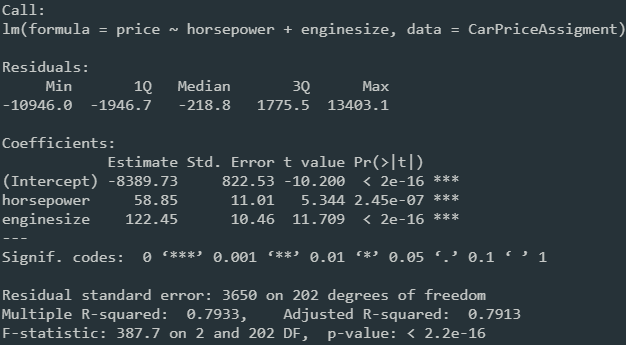 Call:
lm(formula = price ~ horsepower + enginesize, data = CarPriceAssigment)
Residuals:
     Min       1Q   Median       3Q      Max
-10946.0  -1946.7   -218.8   1775.5  13403.1
Coefficients:
            Estimate Std. Error t value Pr(>|t|)
(Intercept) -8389.73     822.53 -10.200  < 2e-16 ***
horsepower     58.85      11.01   5.344 2.45e-07 ***
enginesize    122.45      10.46  11.709  < 2e-16 ***
---
Signif. codes:  0 ‘***’ 0.001 ‘**’ 0.01 ‘*’ 0.05 ‘.’ 0.1 ‘ ’ 1
Residual standard error: 3650 on 202 degrees of freedom
Multiple R-squared:  0.7933,    Adjusted R-squared:  0.7913
F-statistic: 387.7 on 2 and 202 DF,  p-value: < 2.2e-16